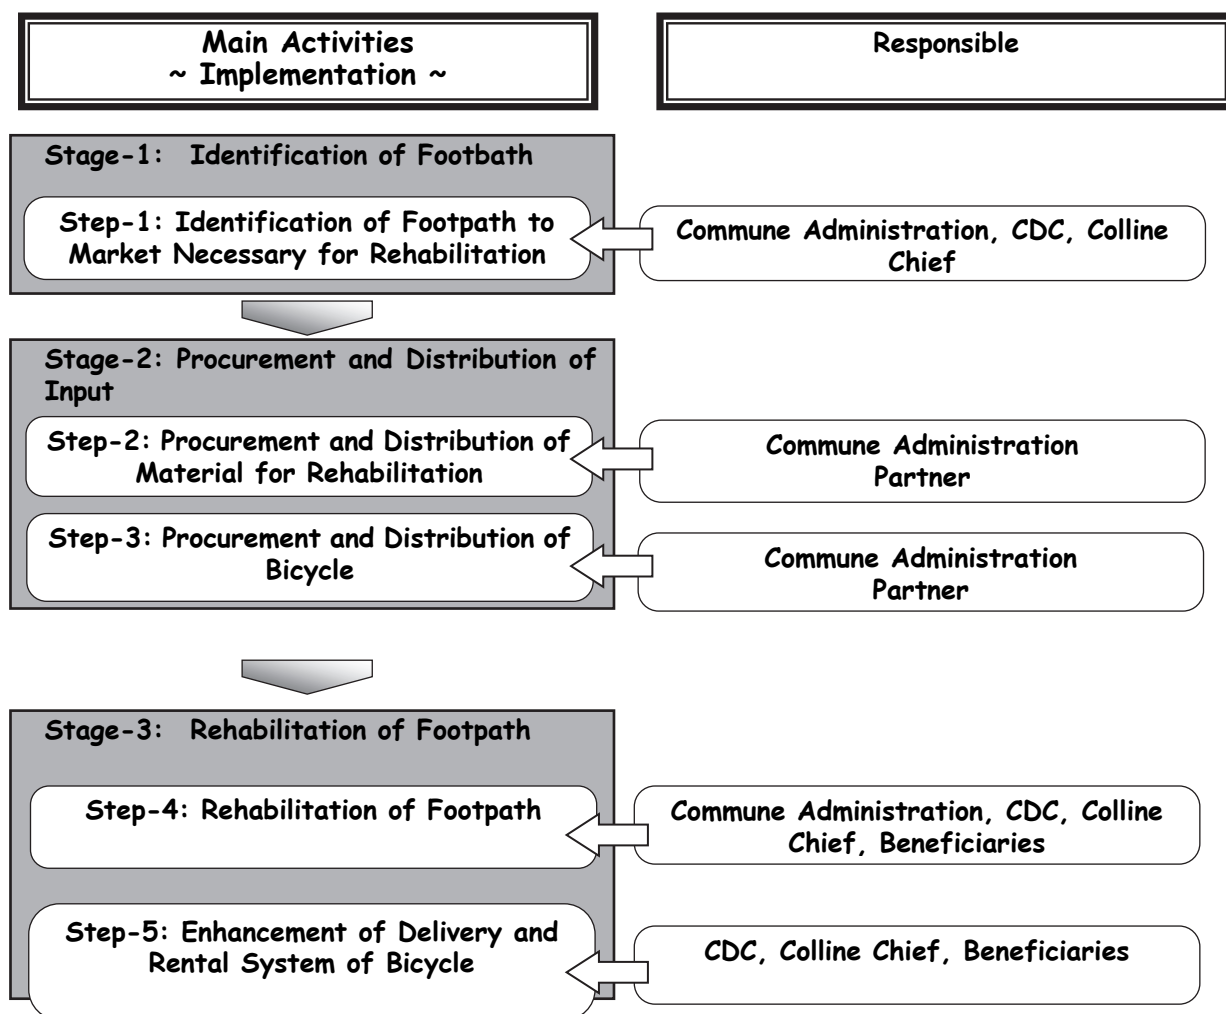 Main Activities
~ Implementation ~
Responsible
Stage-1: Identification of Footbath
Step-1: Identification of Footpath to
Market Necessary for Rehabilitation
Commune Administration, CDC, Colline
Chief
Stage-2: Procurement and Distribution of
Input
Step-2: Procurement and Distribution of
Material for Rehabilitation
Commune Administration
Partner
Step-3: Procurement and Distribution of
Bicycle
Commune Administration
Partner
Stage-3: Rehabilitation of Footpath
Step-4: Rehabilitation of Footpath
Commune Administration, CDC, Colline
Chief, Beneficiaries
Step-5: Enhancement of Delivery and
Rental System of Bicycle
CDC, Colline Chief, Beneficiaries